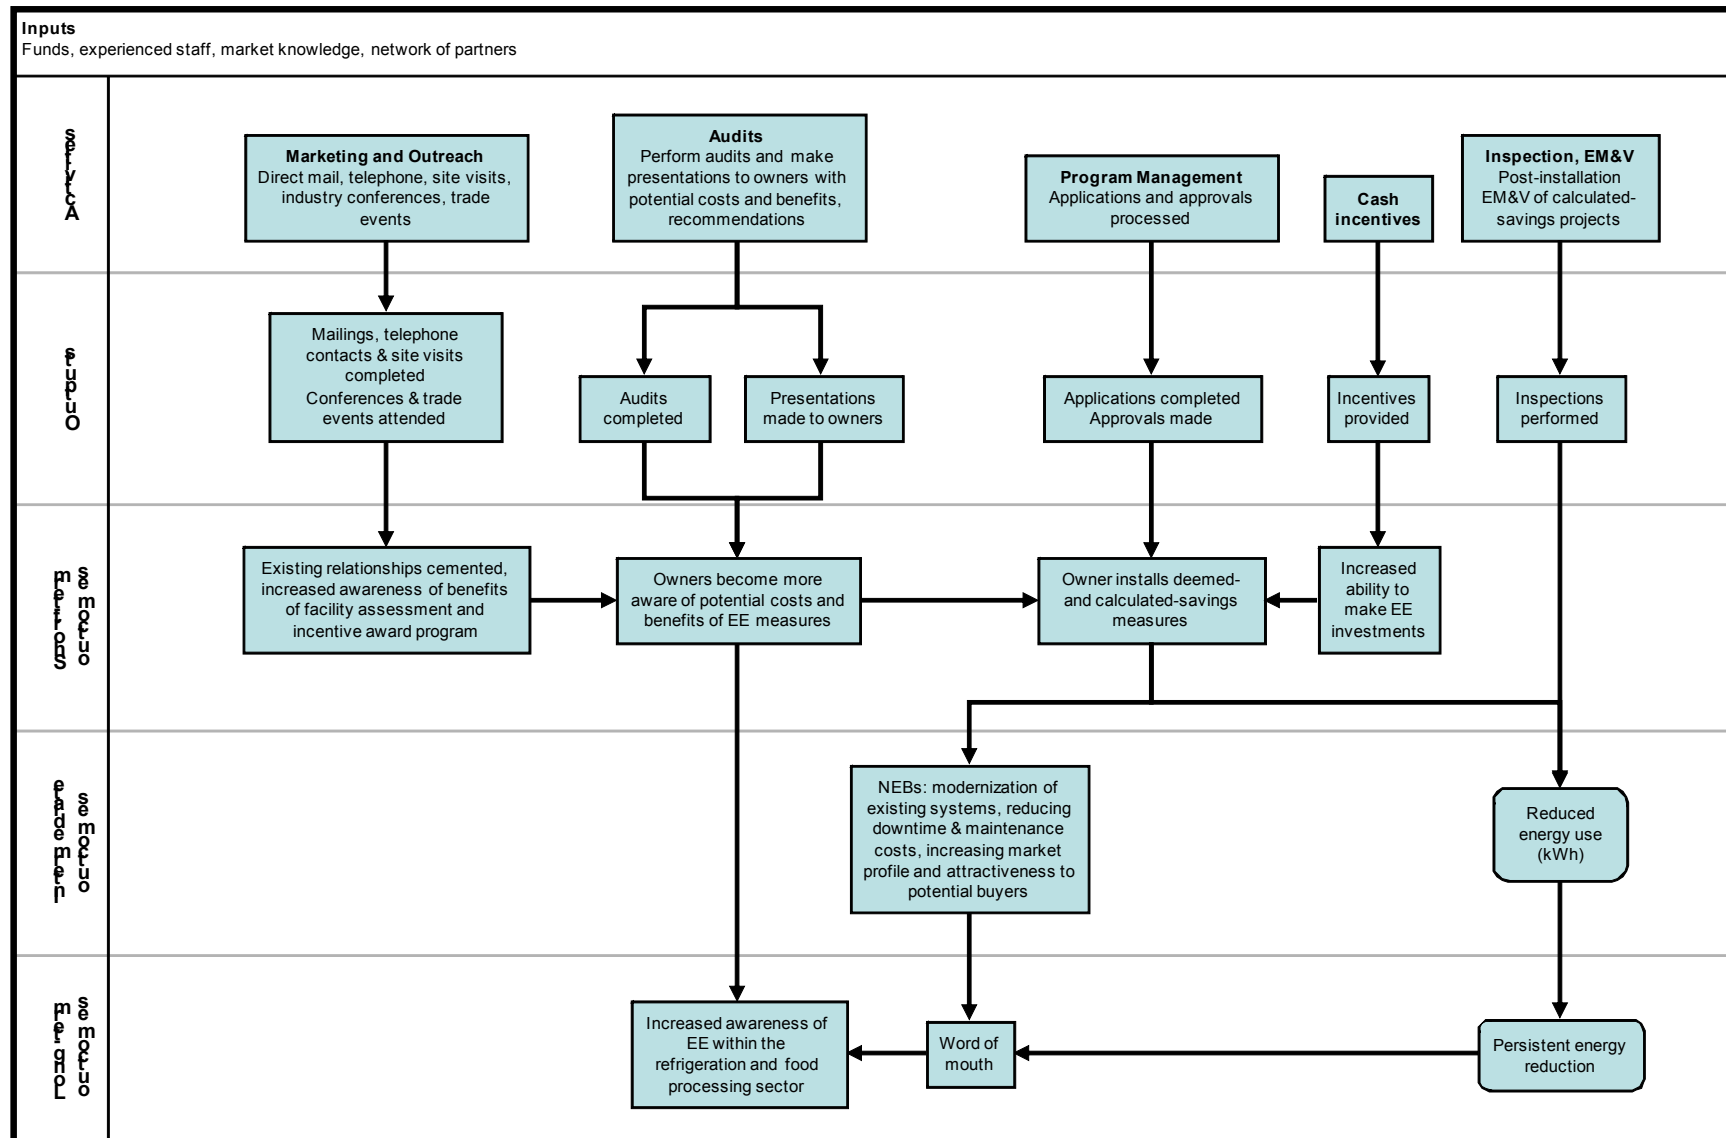 Inputs
Funds, experienced staff, market knowledge, network of partners
Activities
Marketing and Outreach
Direct mail, telephone, site visits,
industry conferences, trade
events
Audits
Perform audits and make
presentations to owners with
potential costs and benefits,
recommendations
Program Management
Applications and approvals
processed
Cash
incentives
Inspection, EM&V
Post-installation
EM&V of calculated-
savings projects
Outputs
Mailings, telephone
contacts & site visits
completed
Conferences & trade
events attended
Audits
completed
Presentations
made to owners
Applications completed
Approvals made
Incentives
provided
Inspections
performed
Short-term
outcomes
Existing relationships cemented,
increased awareness of benefits
of facility assessment and
incentive award program
Owners become more
aware of potential costs and
benefits of EE measures
Owner installs deemed-
and calculated-savings
measures
Increased
ability to
make EE
investments
Intermediate
outcomes
NEBs: modernization of
existing systems, reducing
downtime & maintenance
costs, increasing market
profile and attractiveness to
potential buyers
Reduced
energy use
(kWh)
Long-term
outcomes
Increased awareness of
EE within the
refrigeration and food
processing sector
Word of
mouth
Persistent energy
reduction